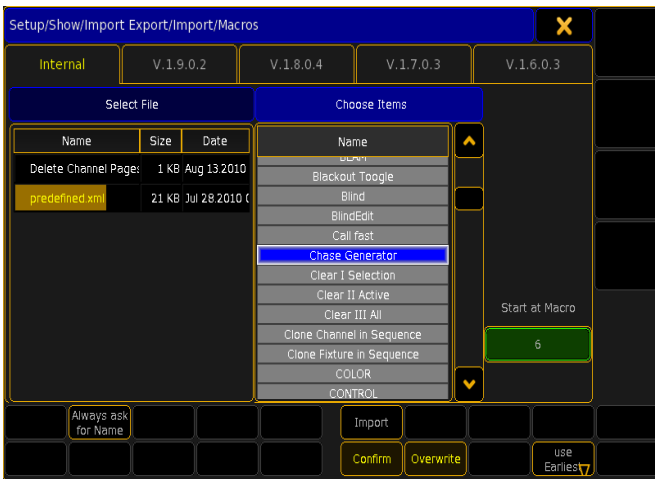 Setup/Show/Import Export/Import/Macros
Internal V.1.9.0.2 V.1.8.0.4 V.1.7.0.3 V.1.6.0.3
Select File Choose Items
Name Size Date Name
BEAM
Delete Channel Pages 1 KB Aug 13.2010
Blackout Toogle
predefined.xml 21 KB Jul 28.2010 (
Blind
BlindEdit
Call fast
Chase Generator
Clear I Selection
Clear II Active
Clear III All
Start at Macro
Clone Channel in Sequence
6
Clone Fixture in Sequence
COLOR
CONTROL
Always ask
for Name
Import
Confirm Overwrite
use
Earliest